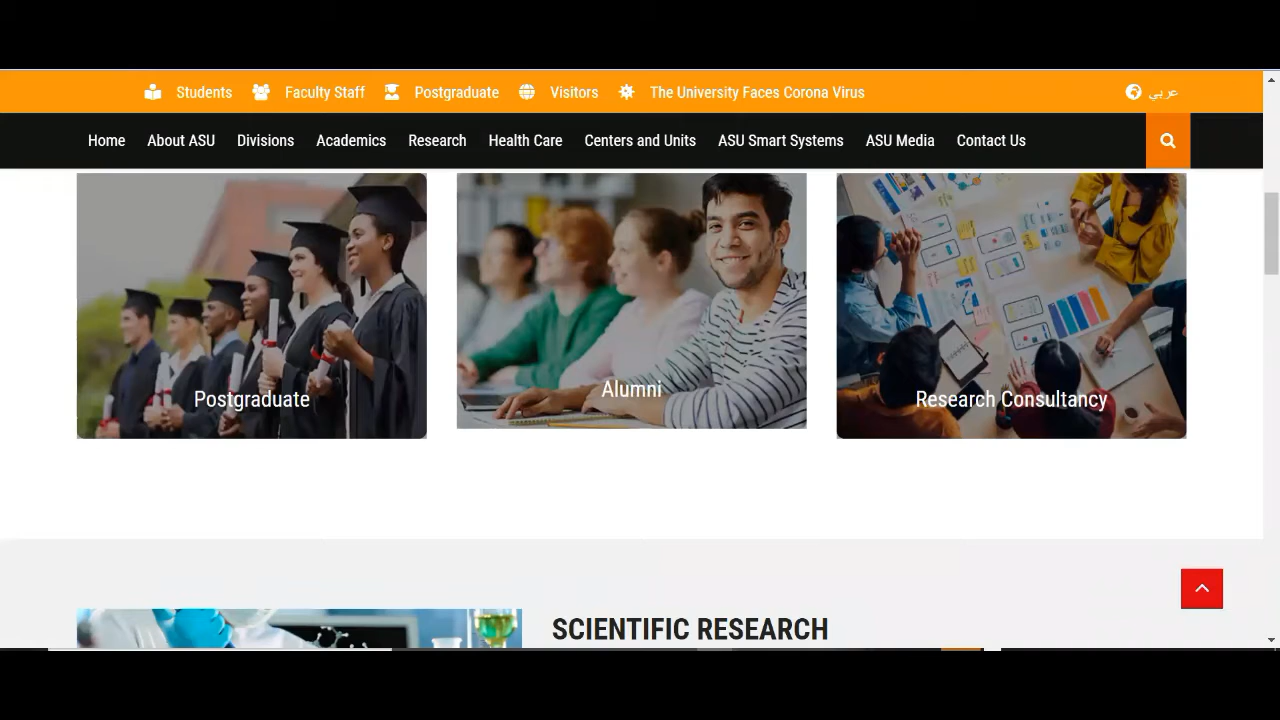 Students Faculty Staff Postgraduate Visitors The University Faces Corona Virus عربي
Home About ASU Divisions Academics Research Health Care Centers and Units ASU Smart Systems ASU Media Contact Us
Postgraduate
Alumni
Research Consultancy
SCIENTIFIC RESEARCH